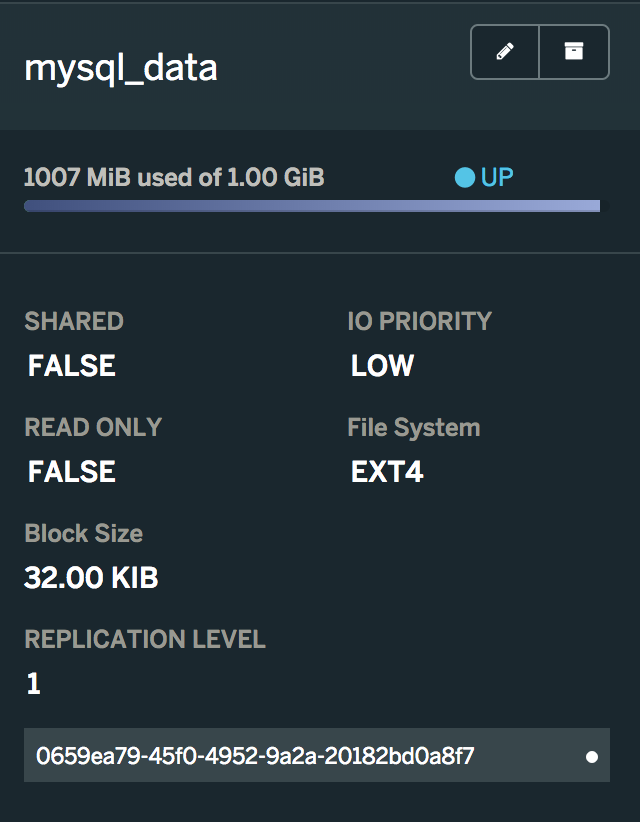 mysql_data
1007 MiB used of 1.00 GiB
UP
SHARED
IO PRIORITY
FALSE
LOW
READ ONLY
File System
FALSE
EXT4
Block Size
32.00 KIB
REPLICATION LEVEL
1
0659ea79-45f0-4952-9a2a-20182bd0a8f7